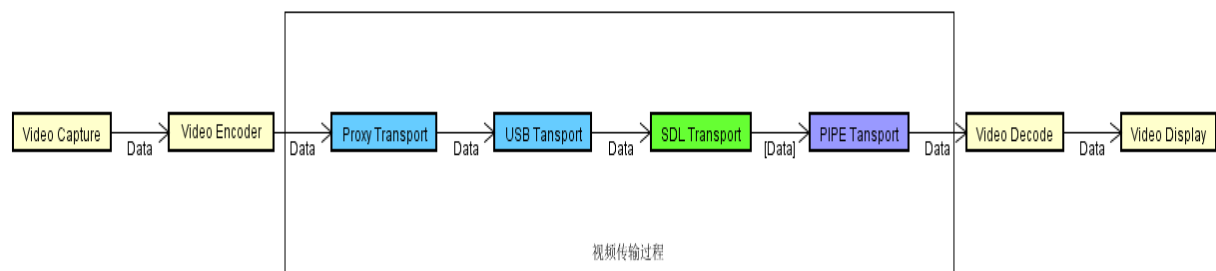 Video Capture
Data
Video Encoder
Data
Proxy Transport
Data
USB Tansport
Data
SDL Transport
[Data]
PIPE Tansport
Data
Video Decode
Data
Video Display
视频传输过程